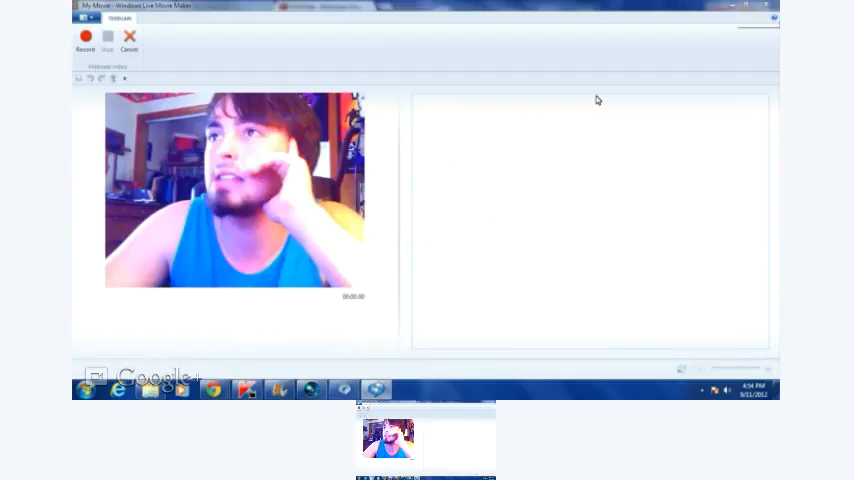 My Movie - Windows Live Movie Maker
Webcam
Record
Stop
Cancel
Webcam video
00:00.00
Google+
4:54 PM
9/11/2012